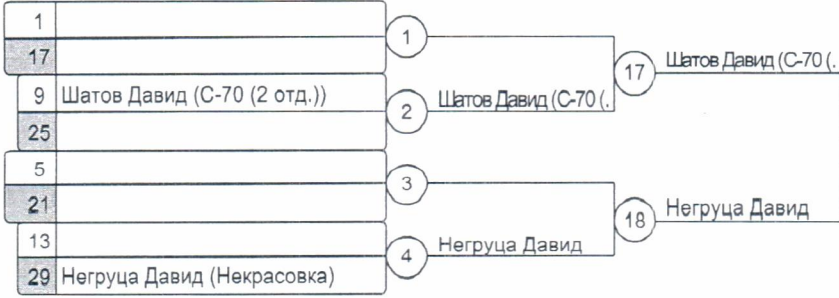 1
17
1
9 Шатов Давид (С-70 (2 отд.))
25
2
Шатов Давид (С-70 (.
17
Шатов Давид (С-70 (.
5
21
3
13
29 Негруца Давид (Некрасовка)
4
Негруца Давид
18
Негруца Давид